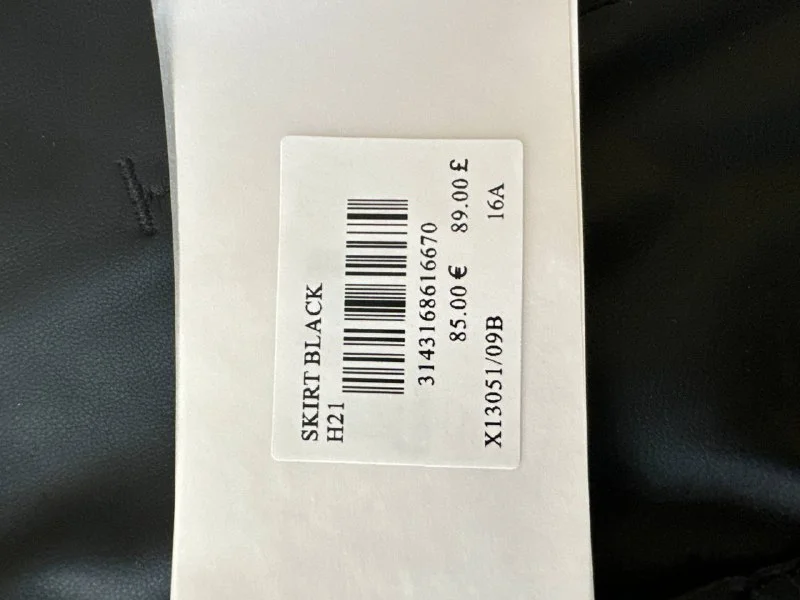 SKIRT BLACK
H21
3143168616670
85.00 € 89.00 £
X13051/09B 16A